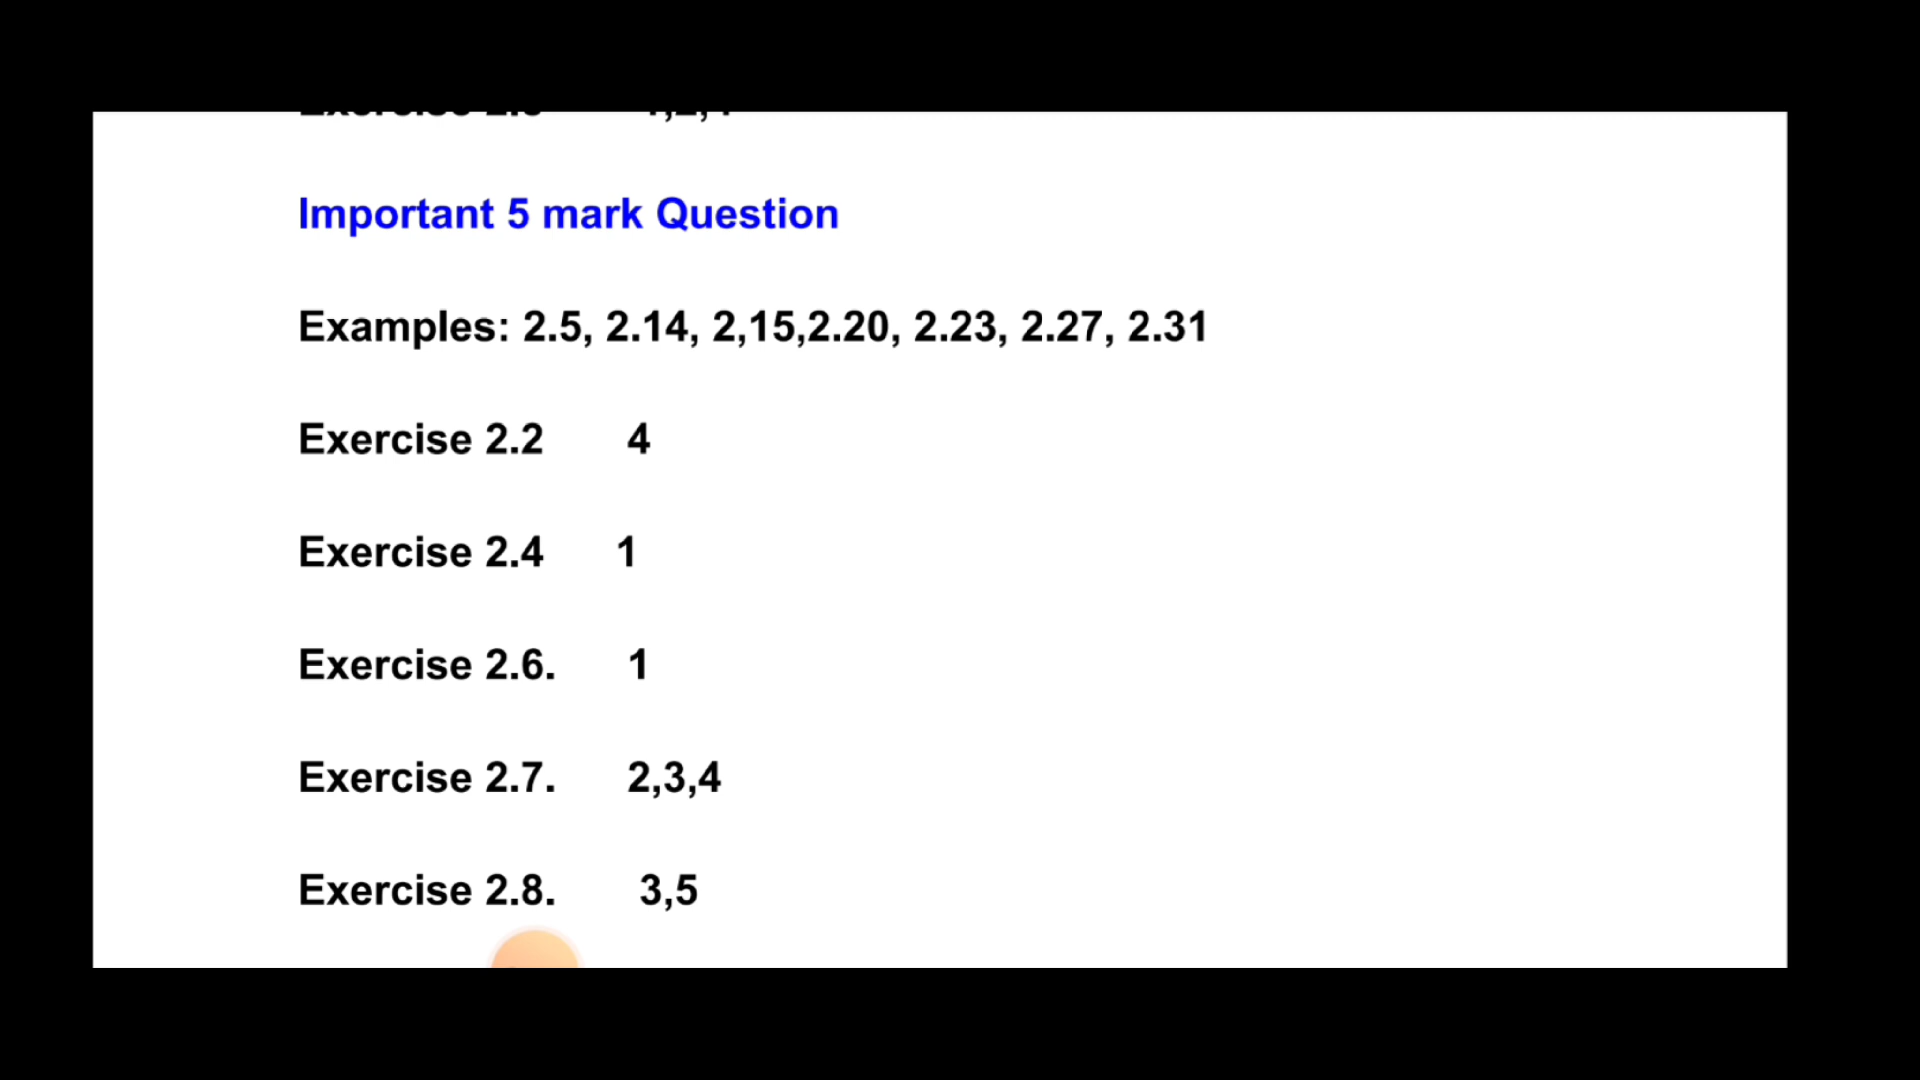 Important 5 mark Question
Examples: 2.5, 2.14, 2,15,2.20, 2.23, 2.27, 2.31
Exercise 2.2 4
Exercise 2.4 1
Exercise 2.6. 1
Exercise 2.7. 2,3,4
Exercise 2.8. 3,5